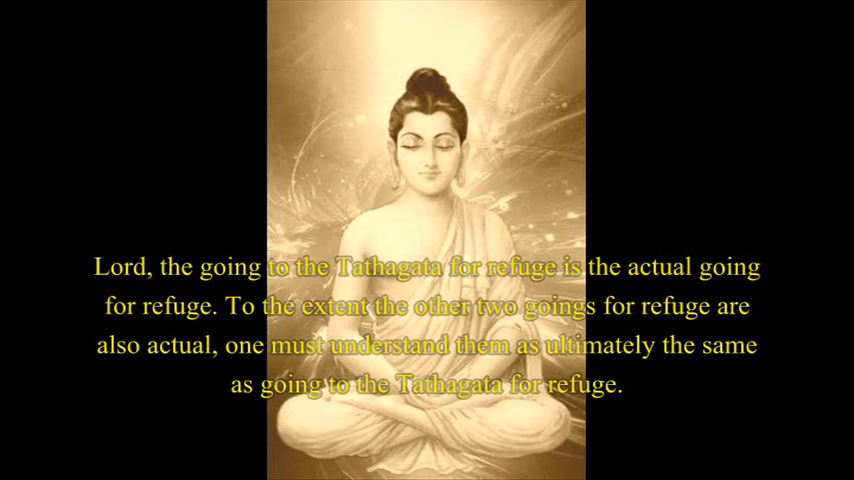 Lord, the going to the Tathagata for refuge is the actual going
for refuge. To the extent the other two goings for refuge are
also actual, one must understand them as ultimately the same
as going to the Tathagata for refuge.